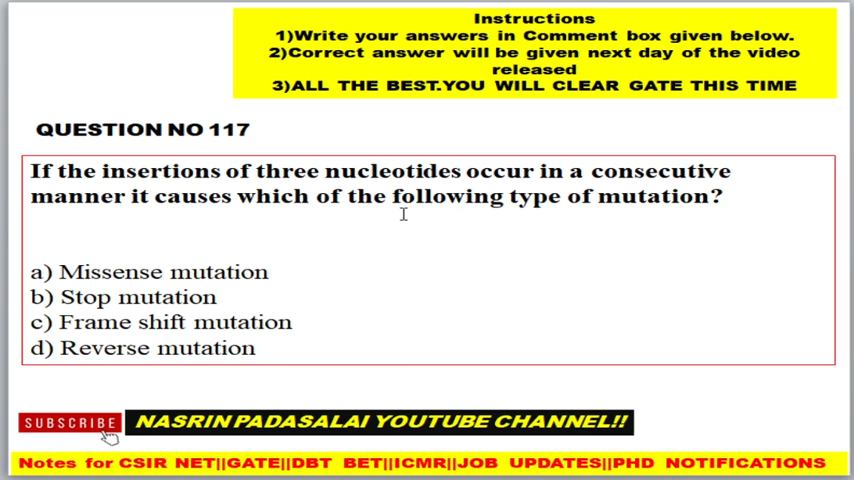 Instructions
1)Write your answers in Comment box given below.
2)Correct answer will be given next day of the video
released
3)ALL THE BEST.YOU WILL CLEAR GATE THIS TIME
QUESTION NO 117
If the insertions of three nucleotides occur in a consecutive
manner it causes which of the following type of mutation?
a) Missense mutation
b) Stop mutation
c) Frame shift mutation
d) Reverse mutation
SUBSCRIBE
NASRIN PADASALAI YOUTUBE CHANNEL!!
Notes for CSIR NET||GATE||DBT BET||ICMR||JOB UPDATES||PHD NOTIFICATIONS